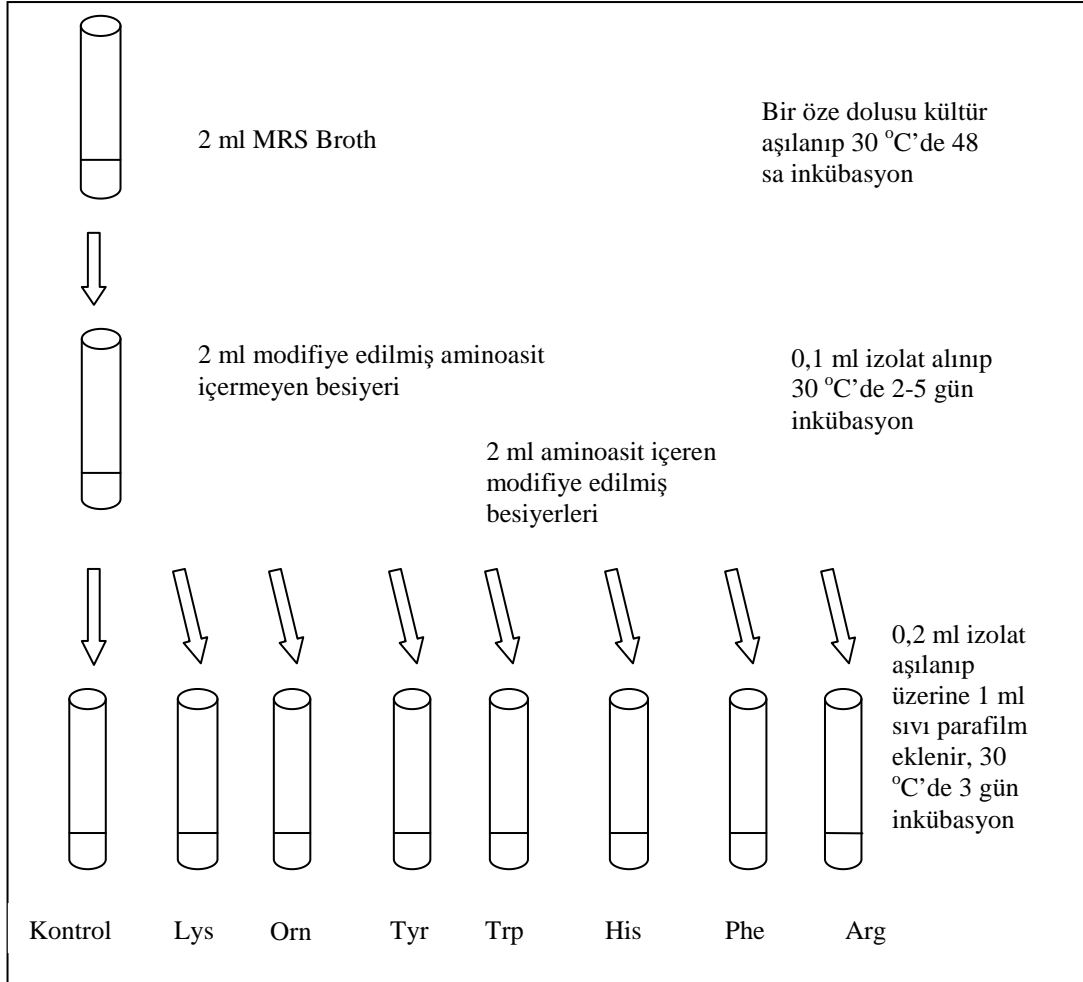 2 ml MRS Broth
Bir öze dolusu kültür
aşılanıp 30 °C’de 48
sa inkübasyon
2 ml modifiye edilmiş aminoasit
içermeyen besiyeri
0,1 ml izolat alınıp
30 °C’de 2-5 gün
inkübasyon
2 ml aminoasit içeren
modifiye edilmiş
besiyerleri
0,2 ml izolat
aşılanıp
üzerine 1 ml
sıvı parafilm
eklenir, 30
°C’de 3 gün
inkübasyon
Kontrol Lys Orn Tyr Trp His Phe Arg